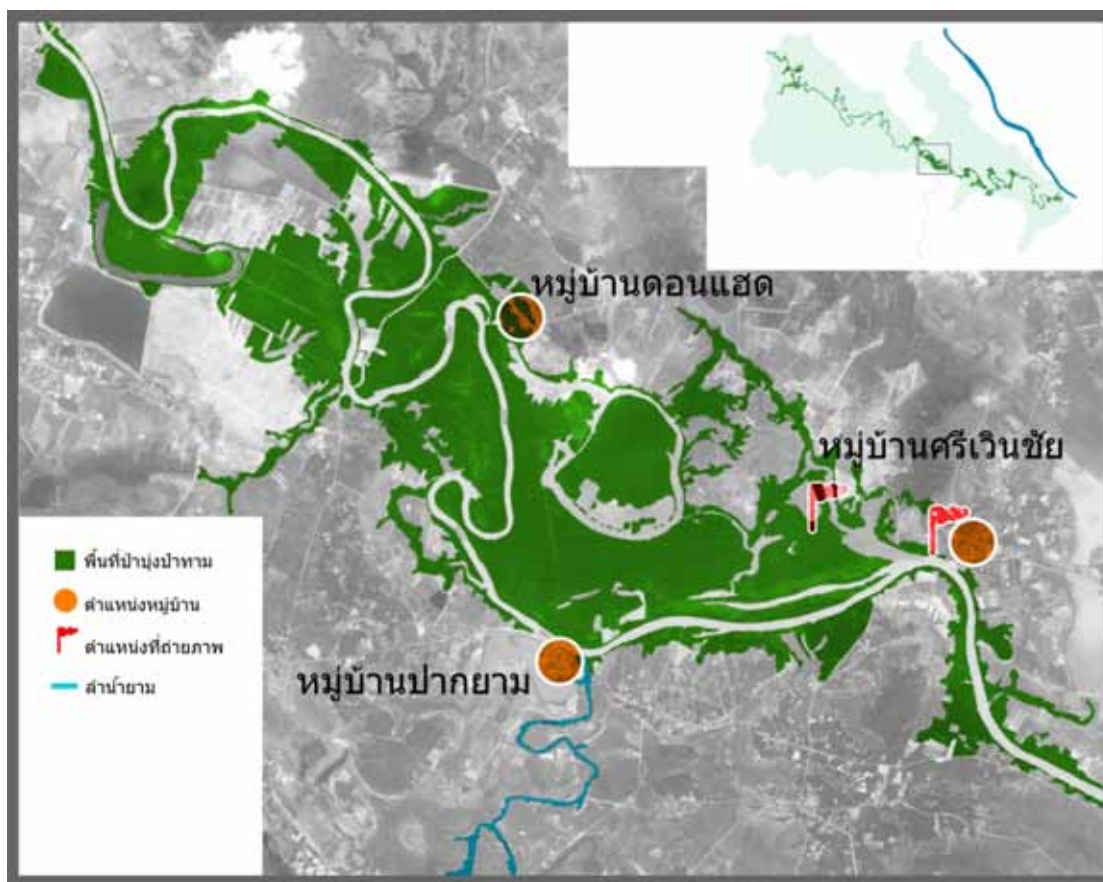 หมู่บ้านดอนแฮด
หมู่บ้านศรีเวินชัย
หมู่บ้านปากยาม
พื้นที่ป่าบุ่งป่าทาม
ตำแหน่งหมู่บ้าน
ตำแหน่งที่ถ่ายภาพ
ลำน้ำยาม